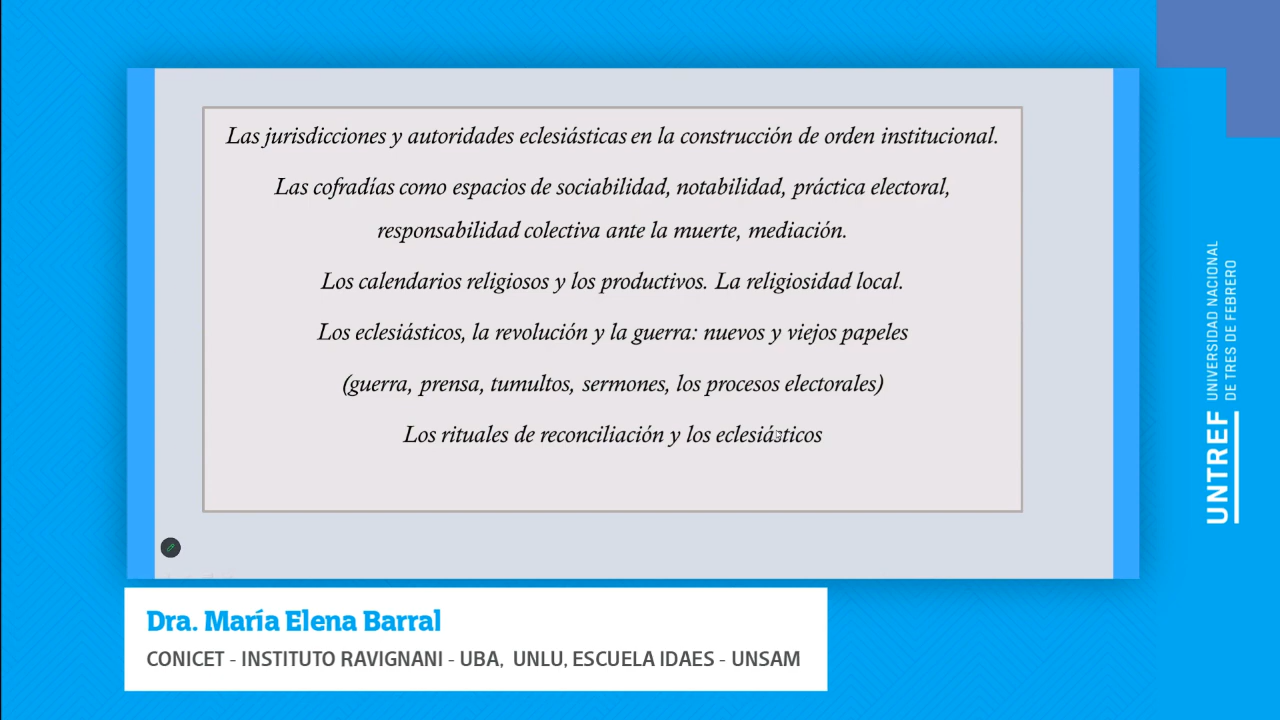 Las jurisdicciones y autoridades eclesiásticas en la construcción de orden institucional.
Las cofradías como espacios de sociabilidad, notabilidad, práctica electoral,
responsabilidad colectiva ante la muerte, mediación.
Los calendarios religiosos y los productivos. La religiosidad local.
Los eclesiásticos, la revolución y la guerra: nuevos y viejos papeles
(guerra, prensa, tumultos, sermones, los procesos electorales)
Los rituales de reconciliación y los eclesiásticos
Dra. María Elena Barral
CONICET - INSTITUTO RAVIGNANI - UBA, UNLU, ESCUELA IDAES - UNSAM
UNTREF
UNIVERSIDAD NACIONAL
DE TRES DE FEBRERO